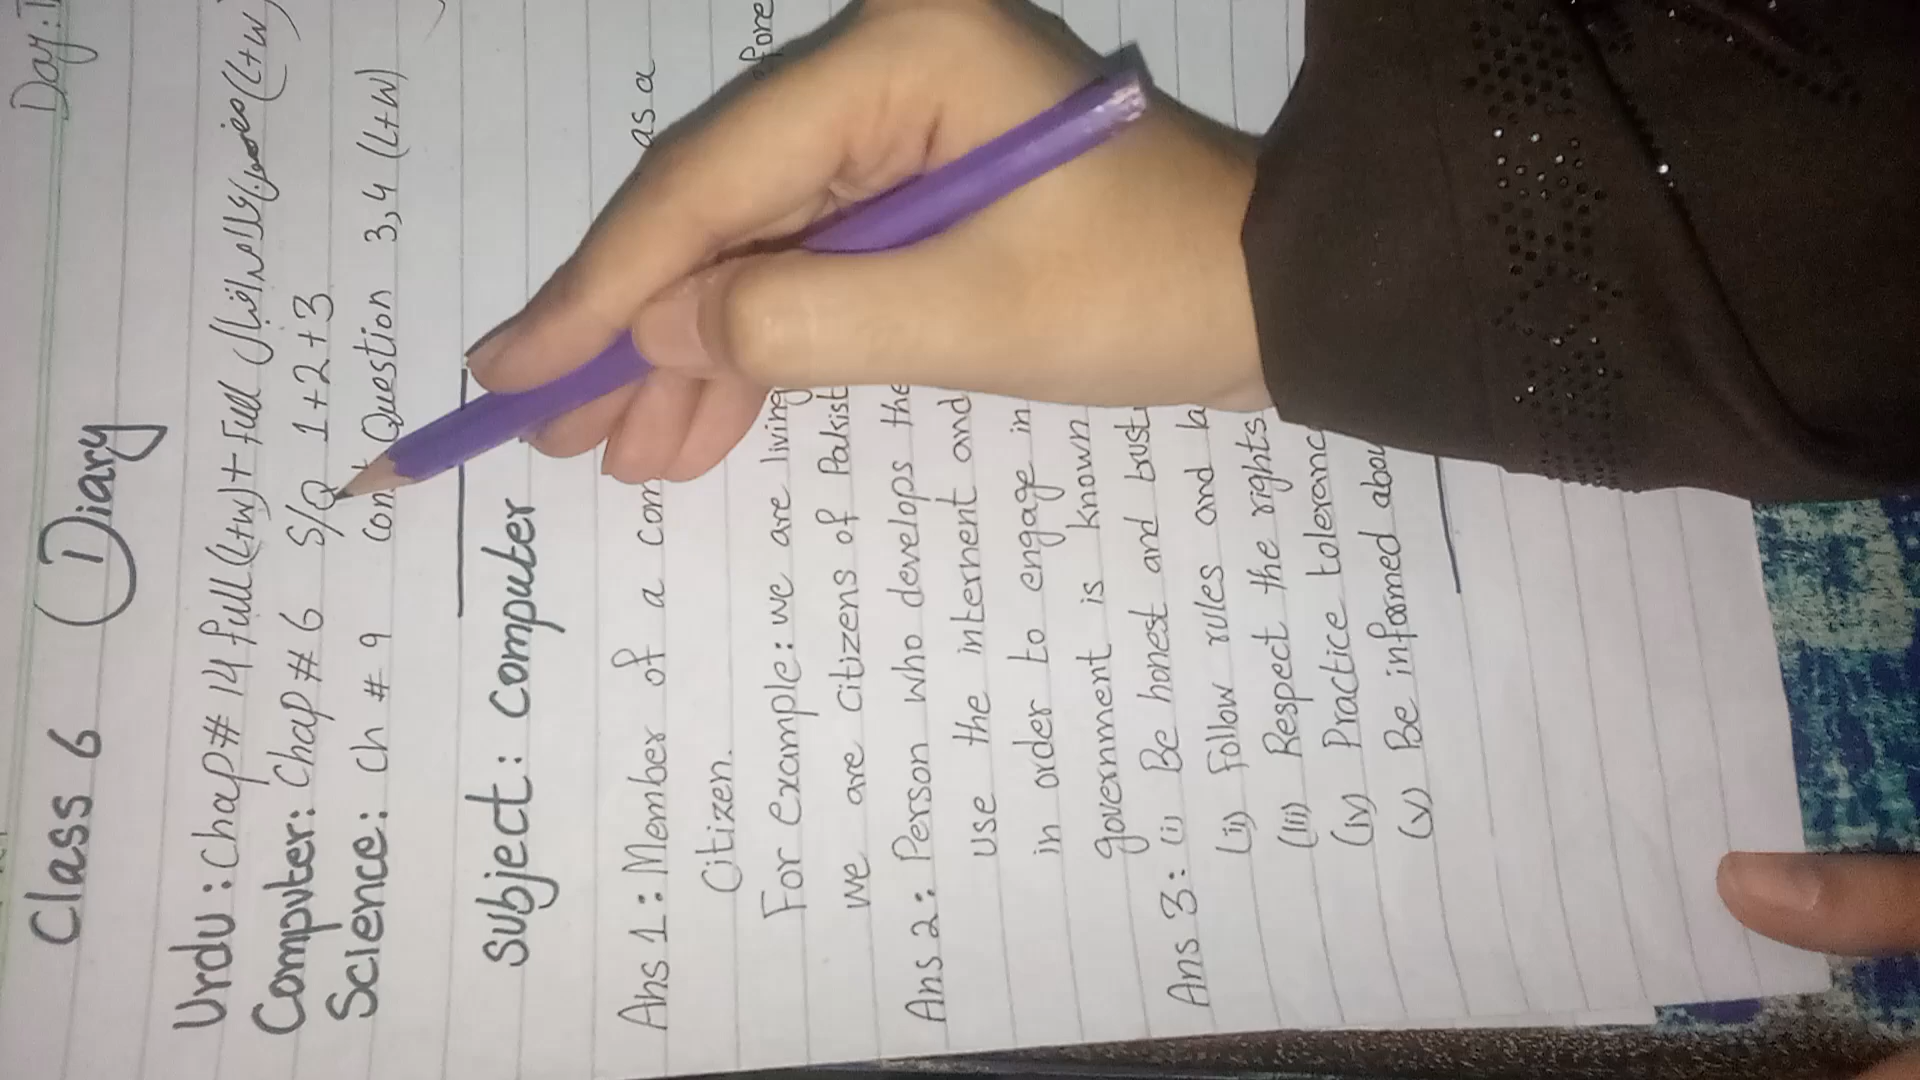 Day:
Class 6 Diary
Urdu: Chap# 14 full (L+W) + Full (L+W)
Computer: Chap # 6 S/Q 1+2+3
Science: Ch # 9 Question 3,4 (L+W)
Subject: Computer
Ans 1: Member of a com as a
Citizen.
For example: we are living
we are citizens of Pakist
Ans 2: Person who develops the
use the internent and
in order to engage in
government is known
Ans 3: (i) Be honest and trust
(ii) Follow rules and la
(iii) Respect the rights
(iv) Practice toleranc
(v) Be informed abou